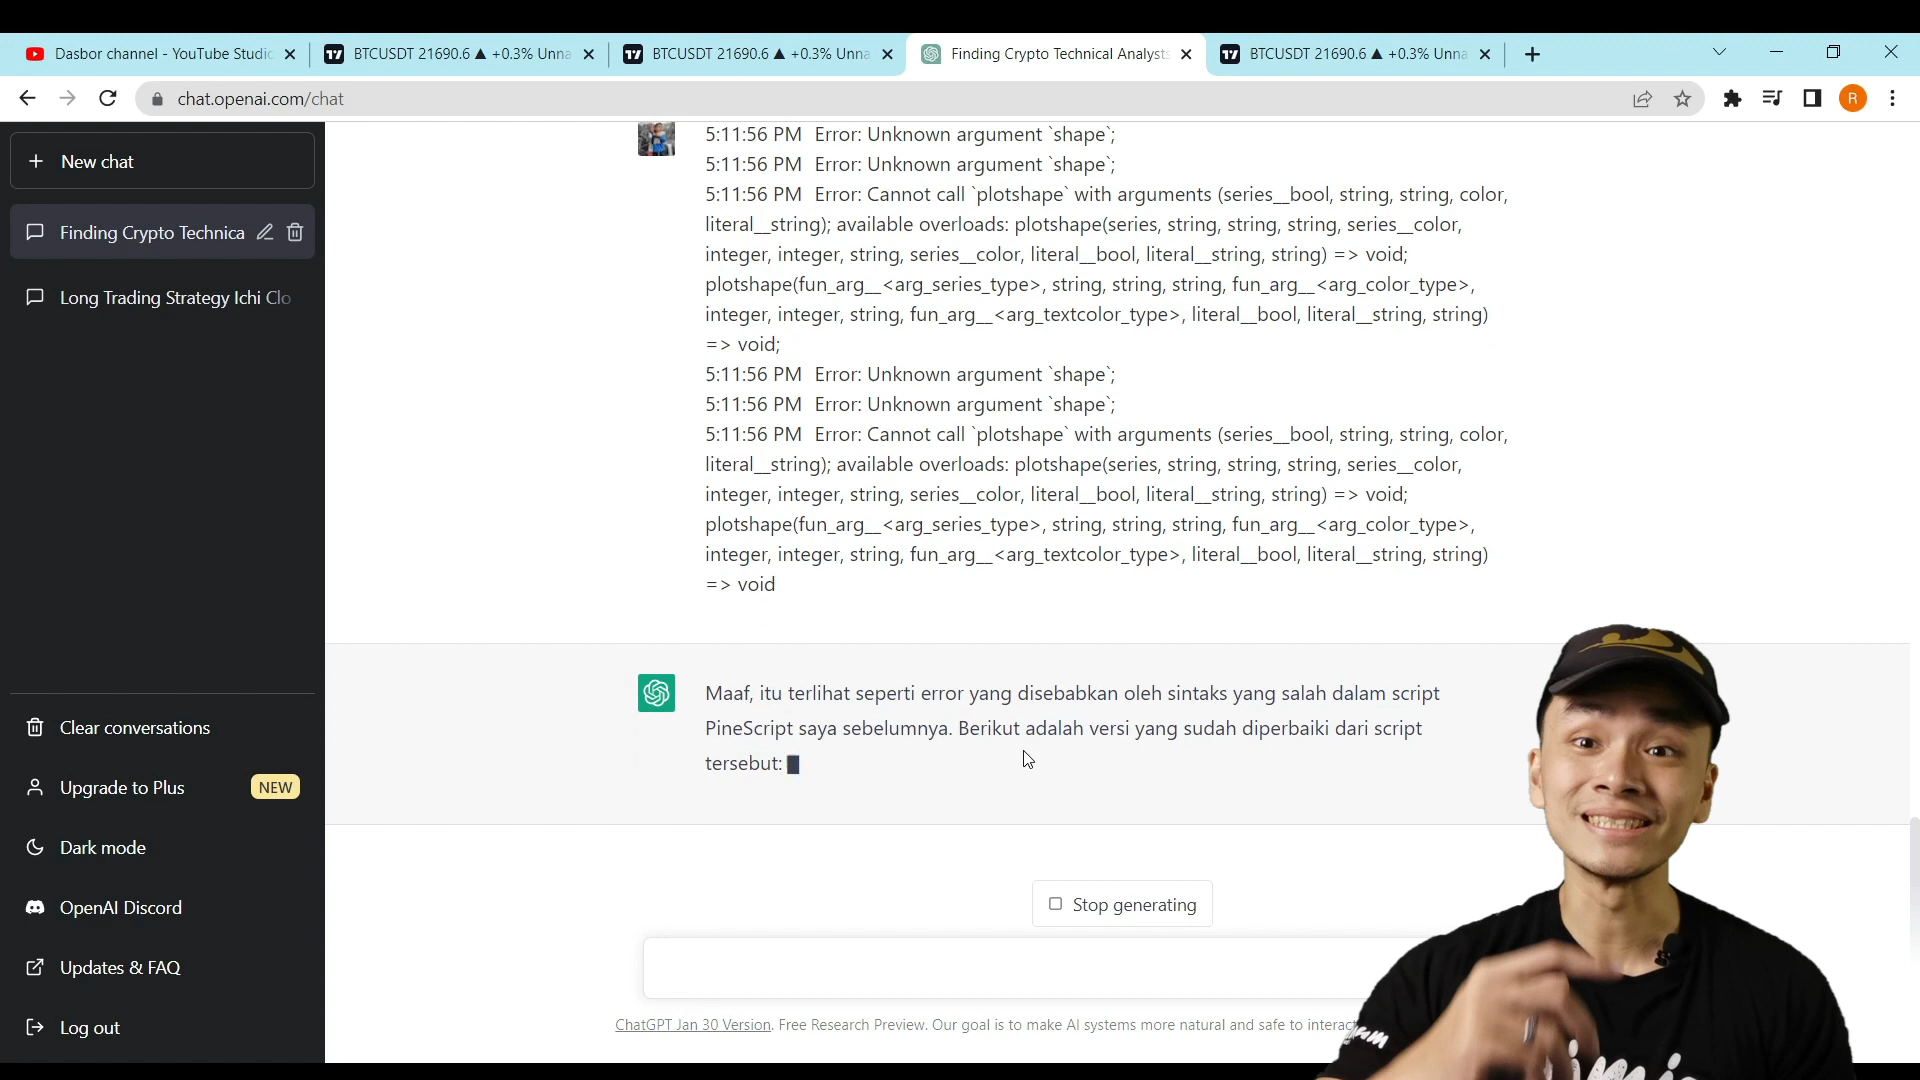 Dasbor channel - YouTube Studio
BTCUSDT 21690.6 ▲ +0.3% Unna
BTCUSDT 21690.6 ▲ +0.3% Unna
Finding Crypto Technical Analysts
BTCUSDT 21690.6 ▲ +0.3% Unna
chat.openai.com/chat
R
New chat
Finding Crypto Technica
Long Trading Strategy Ichi Clo
5:11:56 PM Error: Unknown argument `shape`;
5:11:56 PM Error: Unknown argument `shape`;
5:11:56 PM Error: Cannot call `plotshape` with arguments (series__bool, string, string, color,
literal__string); available overloads: plotshape(series, string, string, string, series__color,
integer, integer, string, series__color, literal__bool, literal__string, string) => void;
plotshape(fun_arg__<arg_series_type>, string, string, string, fun_arg__<arg_color_type>,
integer, integer, string, fun_arg__<arg_textcolor_type>, literal__bool, literal__string, string)
=> void;
5:11:56 PM Error: Unknown argument `shape`;
5:11:56 PM Error: Unknown argument `shape`;
5:11:56 PM Error: Cannot call `plotshape` with arguments (series__bool, string, string, color,
literal__string); available overloads: plotshape(series, string, string, string, series__color,
integer, integer, string, series__color, literal__bool, literal__string, string) => void;
plotshape(fun_arg__<arg_series_type>, string, string, string, fun_arg__<arg_color_type>,
integer, integer, string, fun_arg__<arg_textcolor_type>, literal__bool, literal__string, string)
=> void
Maaf, itu terlihat seperti error yang disebabkan oleh sintaks yang salah dalam script
PineScript saya sebelumnya. Berikut adalah versi yang sudah diperbaiki dari script
tersebut:
Clear conversations
Upgrade to Plus
NEW
Dark mode
OpenAI Discord
Updates & FAQ
Log out
Stop generating
ChatGPT Jan 30 Version. Free Research Preview. Our goal is to make AI systems more natural and safe to interact